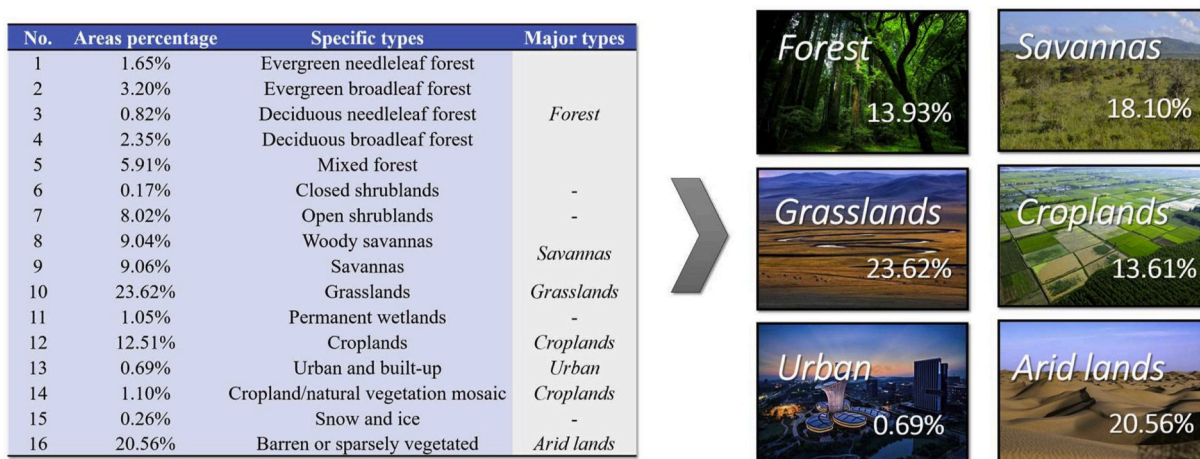 No. Areas percentage Specific types Major types
1 1.65% Evergreen needleleaf forest
2 3.20% Evergreen broadleaf forest
3 0.82% Deciduous needleleaf forest Forest
4 2.35% Deciduous broadleaf forest
5 5.91% Mixed forest
6 0.17% Closed shrublands -
7 8.02% Open shrublands -
8 9.04% Woody savannas
Savannas
9 9.06% Savannas
10 23.62% Grasslands Grasslands
11 1.05% Permanent wetlands -
12 12.51% Croplands Croplands
13 0.69% Urban and built-up Urban
14 1.10% Cropland/natural vegetation mosaic Croplands
15 0.26% Snow and ice -
16 20.56% Barren or sparsely vegetated Arid lands
Forest
13.93%
Savannas
18.10%
Grasslands
23.62%
Croplands
13.61%
Urban
0.69%
Arid lands
20.56%